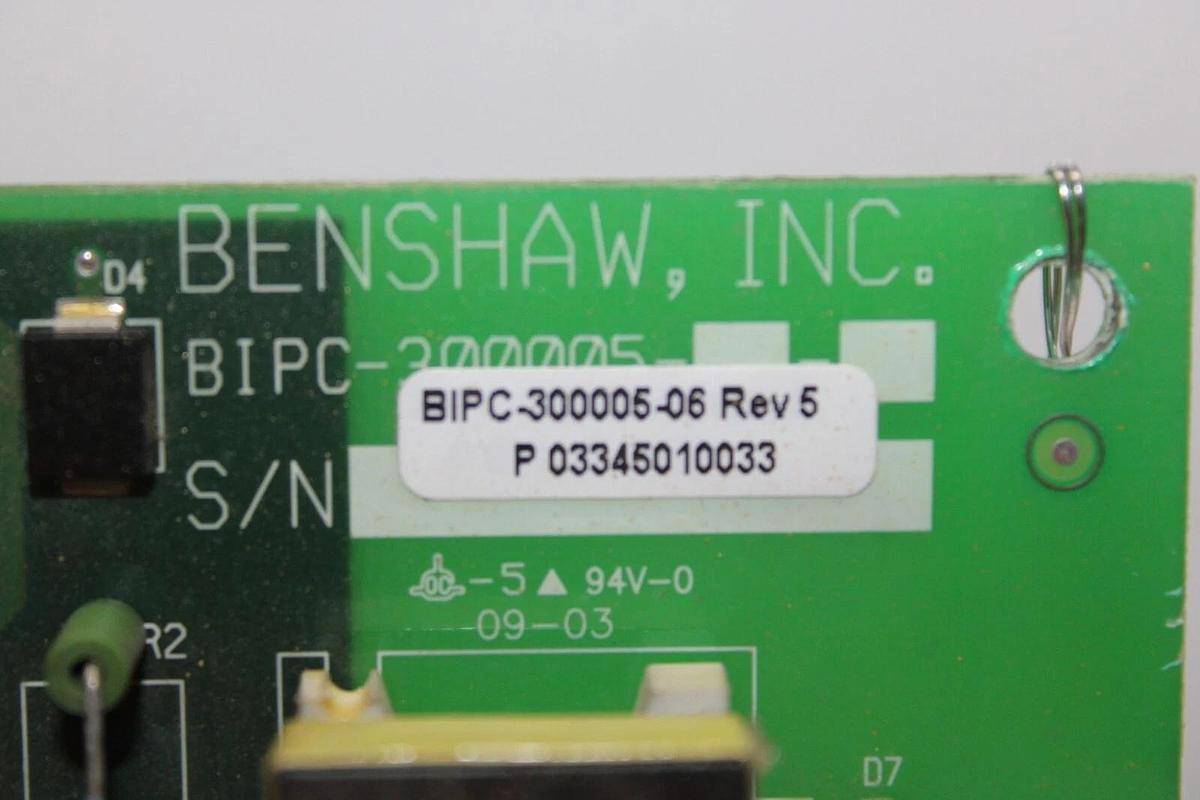 BENSHAW, INC.
D4
BIPC-300005- -
BIPC-300005-06 Rev 5
P 03345010033
S/N
-5▲ 94V-0
09-03
R2
D7